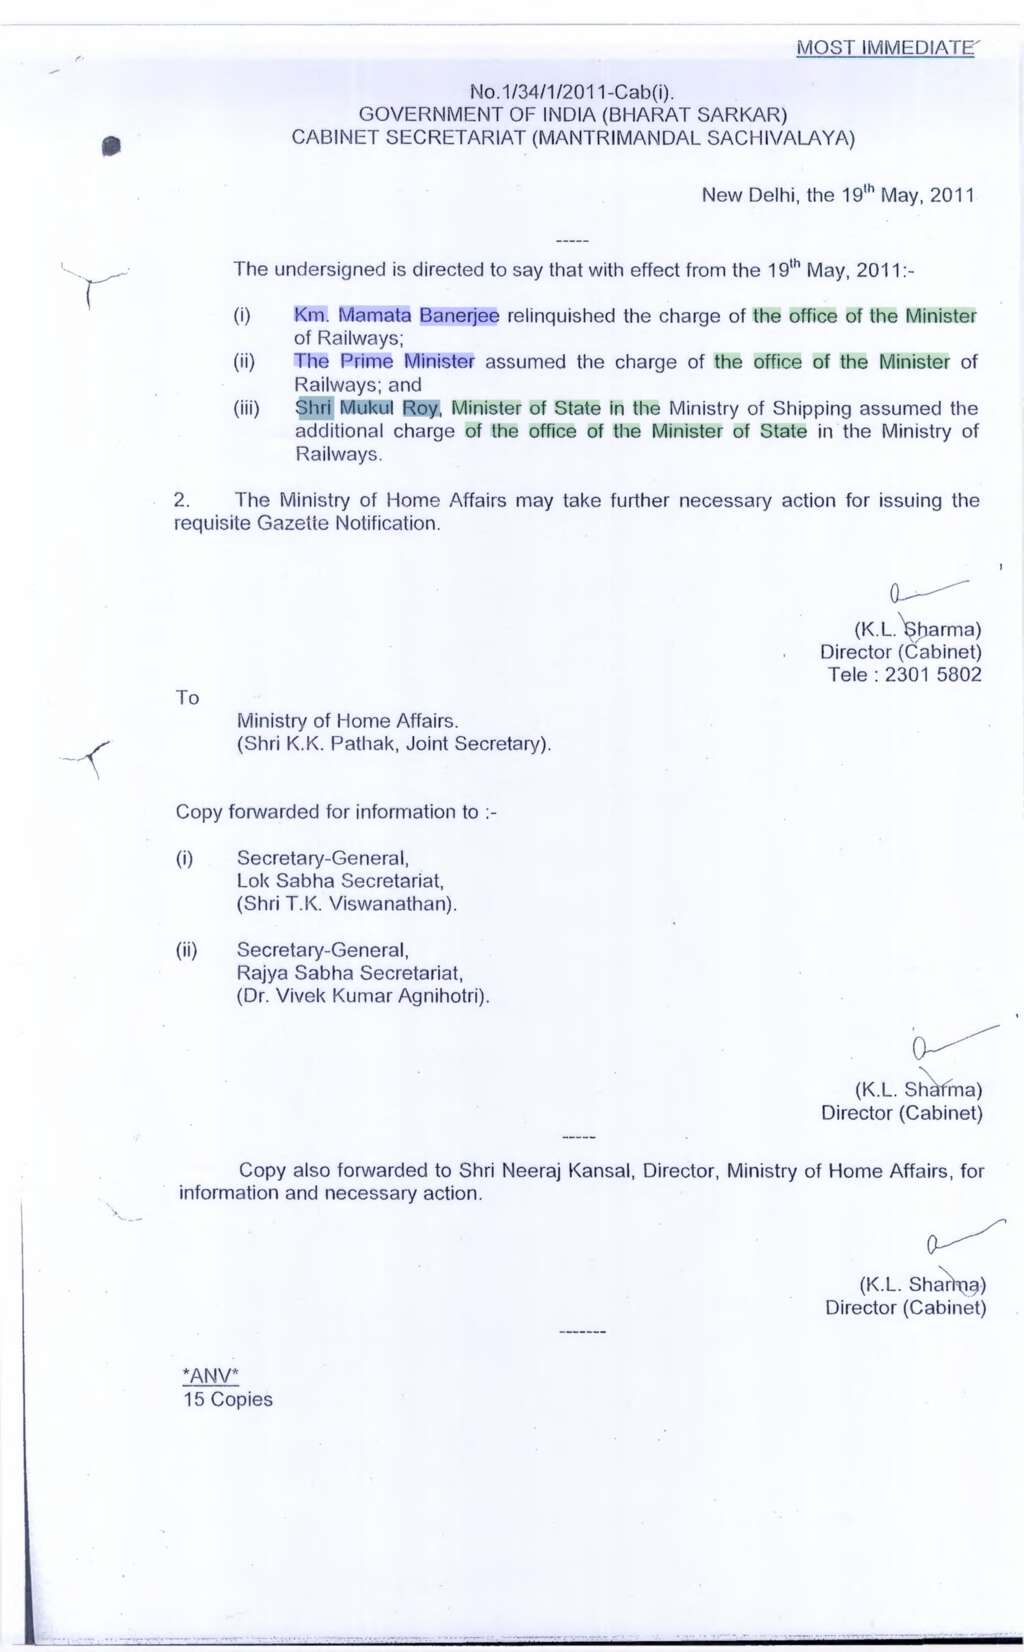 MOST IMMEDIATE
No.1/34/1/2011-Cab(i).
GOVERNMENT OF INDIA (BHARAT SARKAR)
CABINET SECRETARIAT (MANTRIMANDAL SACHIVALAYA)
New Delhi, the 19th May, 2011
-----
The undersigned is directed to say that with effect from the 19th May, 2011:-
(i) Km. Mamata Banerjee relinquished the charge of the office of the Minister
of Railways;
(ii) The Prime Minister assumed the charge of the office of the Minister of
Railways; and
(iii) Shri Mukul Roy, Minister of State in the Ministry of Shipping assumed the
additional charge of the office of the Minister of State in the Ministry of
Railways.
2. The Ministry of Home Affairs may take further necessary action for issuing the
requisite Gazette Notification.
(K.L. Sharma)
Director (Cabinet)
Tele : 2301 5802
To
Ministry of Home Affairs.
(Shri K.K. Pathak, Joint Secretary).
Copy forwarded for information to :-
(i) Secretary-General,
Lok Sabha Secretariat,
(Shri T.K. Viswanathan).
(ii) Secretary-General,
Rajya Sabha Secretariat,
(Dr. Vivek Kumar Agnihotri).
(K.L. Sharma)
Director (Cabinet)
-----
Copy also forwarded to Shri Neeraj Kansal, Director, Ministry of Home Affairs, for
information and necessary action.
(K.L. Sharma)
Director (Cabinet)
-------
*ANV*
15 Copies